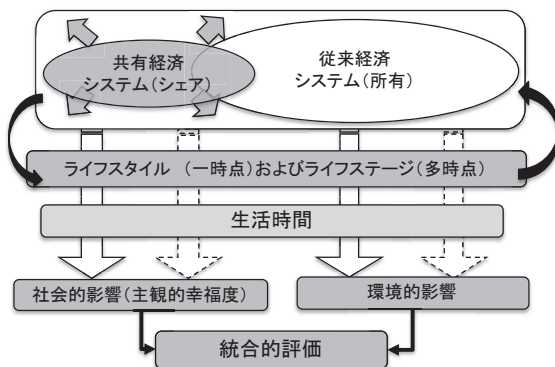 共有経済
システム(シェア)
従来経済
システム(所有)
ライフスタイル (一時点)およびライフステージ(多時点)
生活時間
社会的影響(主観的幸福度)
環境的影響
統合的評価